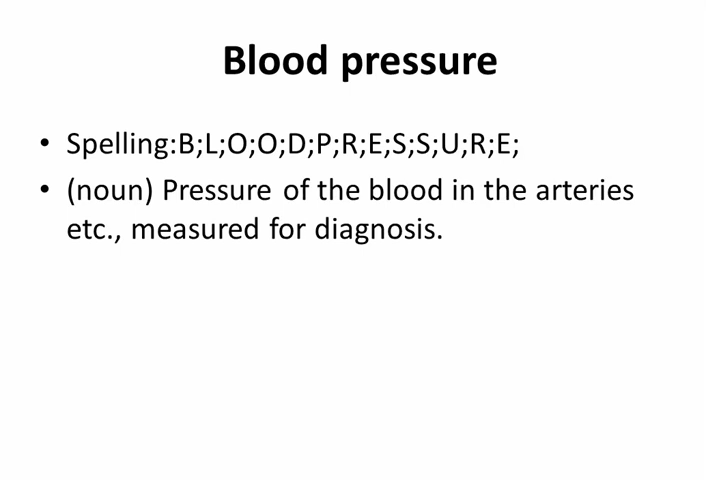 Blood pressure
• Spelling:B;L;O;O;D;P;R;E;S;S;U;R;E;
• (noun) Pressure of the blood in the arteries
etc., measured for diagnosis.